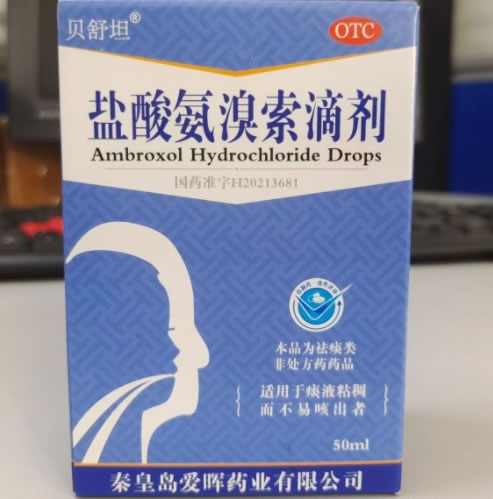 贝舒坦®
OTC
盐酸氨溴索滴剂
Ambroxol Hydrochloride Drops
国药准字H20213681
本品为祛痰类
非处方药药品
适用于痰液粘稠
而不易咳出者
50ml
秦皇岛爱晖药业有限公司